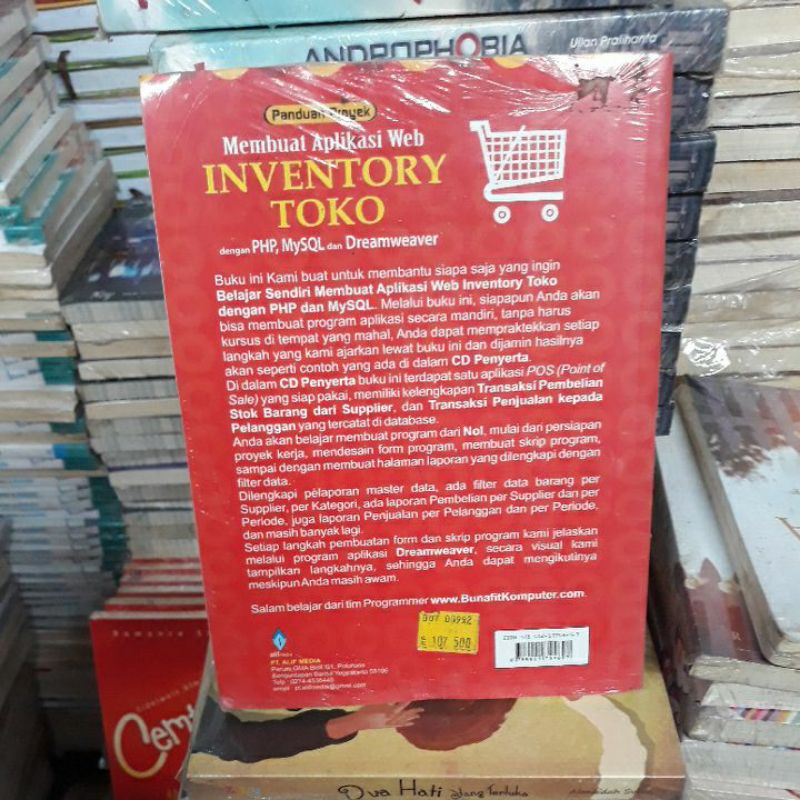 ANDROPHOBIA
Ullan Pralihanta
Panduan Proyek
Membuat Aplikasi Web
INVENTORY
TOKO
dengan PHP, MySQL dan Dreamweaver
Buku ini Kami buat untuk membantu siapa saja yang ingin
Belajar Sendiri Membuat Aplikasi Web Inventory Toko
dengan PHP dan MySQL. Melalui buku ini, siapapun Anda akan
bisa membuat program aplikasi secara mandiri, tanpa harus
kursus di tempat yang mahal, Anda dapat mempraktekkan setiap
langkah yang kami ajarkan lewat buku ini dan dijamin hasilnya
akan seperti contoh yang ada di dalam CD Penyerta.
Di dalam CD Penyerta buku ini terdapat satu aplikasi POS (Point of
Sale) yang siap pakai, memiliki kelengkapan Transaksi Pembelian
Stok Barang dari Supplier, dan Transaksi Penjualan kepada
Pelanggan yang tercatat di database.
Anda akan belajar membuat program dari Nol, mulai dari persiapan
proyek kerja, mendesain form program, membuat skrip program,
sampai dengan membuat halaman laporan yang dilengkapi dengan
filter data.
Dilengkapi pelaporan master data, ada filter data barang per
Supplier, per Kategori, ada laporan Pembelian per Supplier dan per
Periode, juga laporan Penjualan per Pelanggan dan per Periode,
dan masih banyak lagi.
Setiap langkah pembuatan form dan skrip program kami jelaskan
melalui program aplikasi Dreamweaver, secara visual kami
tampilkan langkahnya, sehingga Anda dapat mengikutinya
meskipun Anda masih awam.
Salam belajar dari tim Programmer www.BunafitKomputer.com.
107 500
PT. ALIF MEDIA
Banguntapan Bantul Yogyakarta
ISBN
Dua Hati yang Terluka